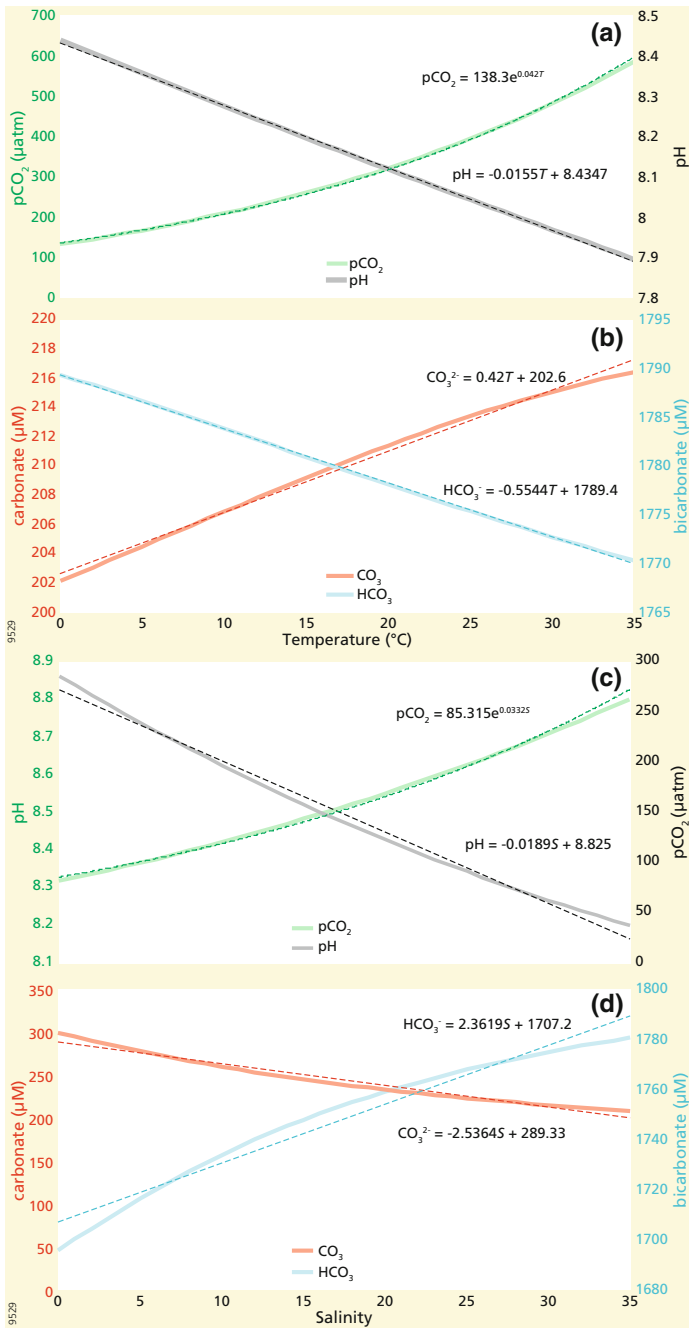 (a)
700
600
500
400
300
200
100
0
pCO₂ (µatm)
8.5
8.4
8.3
8.2
8.1
8
7.9
7.8
pH
pCO₂ = 138.3e^0.042T
pH = -0.0155T + 8.4347
pCO₂
pH
(b)
220
218
216
214
212
210
208
206
204
202
200
carbonate (µM)
1795
1790
1785
1780
1775
1770
1765
bicarbonate (µM)
CO₃²⁻ = 0.42T + 202.6
HCO₃⁻ = -0.5544T + 1789.4
CO₃
HCO₃
0 5 10 15 20 25 30 35
Temperature (°C)
9529
(c)
8.9
8.8
8.7
8.6
8.5
8.4
8.3
8.2
8.1
pH
300
250
200
150
100
50
0
pCO₂ (µatm)
pCO₂ = 85.315e^0.0332S
pH = -0.0189S + 8.825
pCO₂
pH
(d)
350
300
250
200
150
100
50
0
carbonate (µM)
1800
1780
1760
1740
1720
1700
1680
bicarbonate (µM)
HCO₃⁻ = 2.3619S + 1707.2
CO₃²⁻ = -2.5364S + 289.33
CO₃
HCO₃
0 5 10 15 20 25 30 35
Salinity
9529